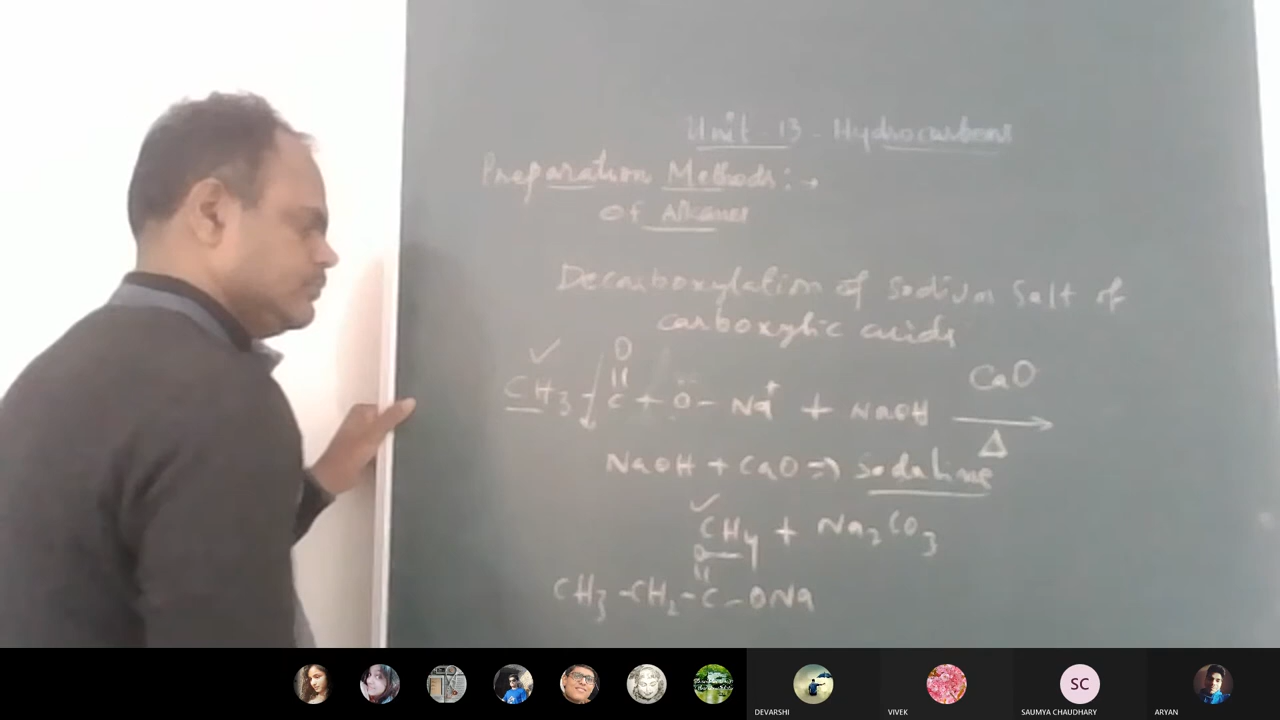 Unit - 13 - Hydrocarbons
Preparation Methods :→
of Alkanes
Decarboxylation of sodium salt of
carboxylic acids
O
CH3 - C + O - Na+ + NaOH CaO
Δ
NaOH + CaO => sodalime
CH4 + Na2CO3
O
CH3 - CH2 - C - ONa
DEVARSHI
VIVEK
SC
SAUMYA CHAUDHARY
ARYAN